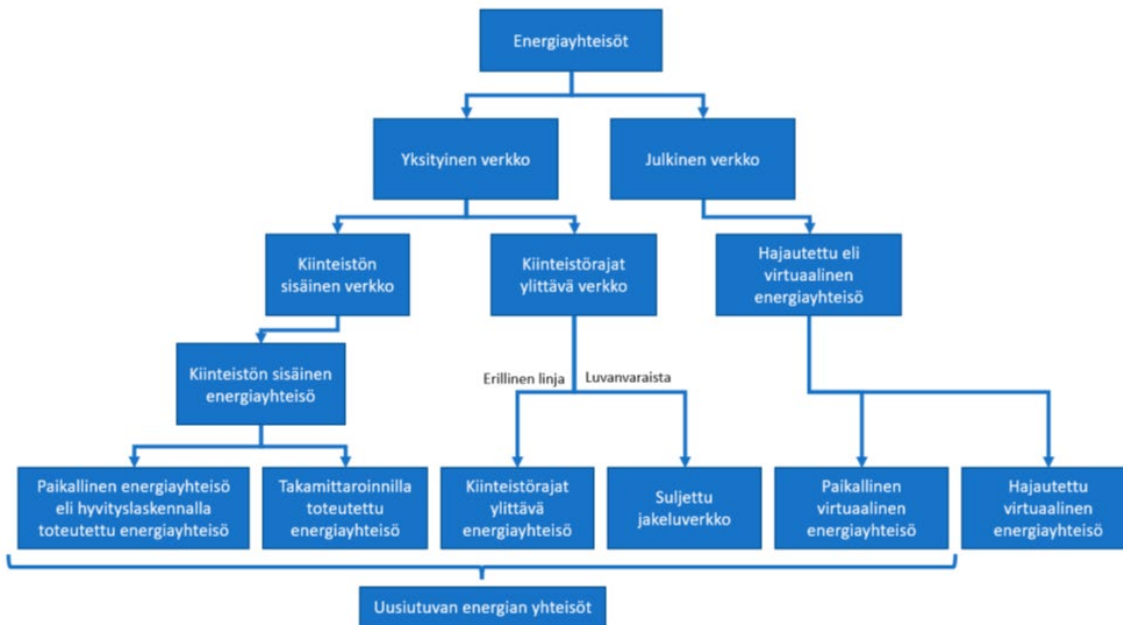 Energiayhteisöt
Yksityinen verkko
Julkinen verkko
Kiinteistön
sisäinen verkko
Kiinteistörajat
ylittävä verkko
Hajautettu eli
virtuaalinen
energiayhteisö
Kiinteistön sisäinen
energiayhteisö
Erillinen linja
Luvanvaraista
Paikallinen energiayhteisö
eli hyvityslaskennalla
toteutettu energiayhteisö
Takamittaroinnilla
toteutettu
energiayhteisö
Kiinteistörajat
ylittävä
energiayhteisö
Suljettu
jakeluverkko
Paikallinen
virtuaalinen
energiayhteisö
Hajautettu
virtuaalinen
energiayhteisö
Uusiutuvan energian yhteisöt